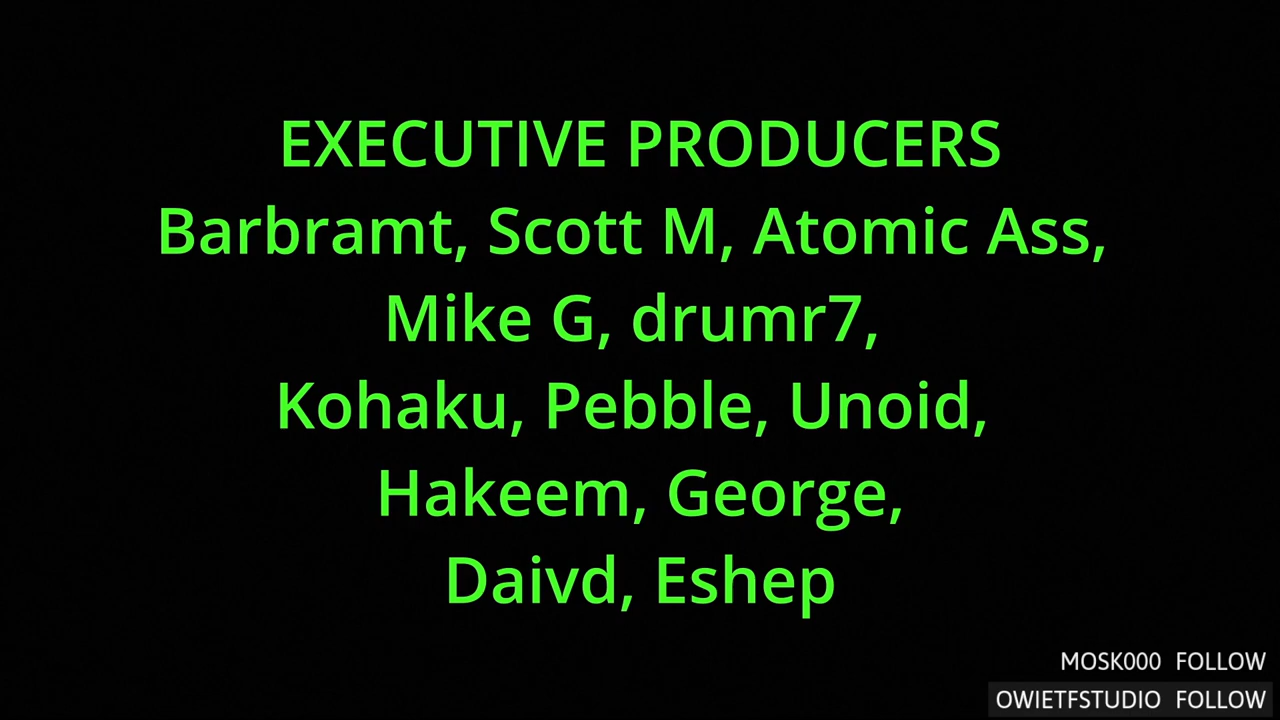 EXECUTIVE PRODUCERS
Barbramt, Scott M, Atomic Ass,
Mike G, drumr7,
Kohaku, Pebble, Unoid,
Hakeem, George,
Daivd, Eshep
MOSK000 FOLLOW
OWIETFSTUDIO FOLLOW